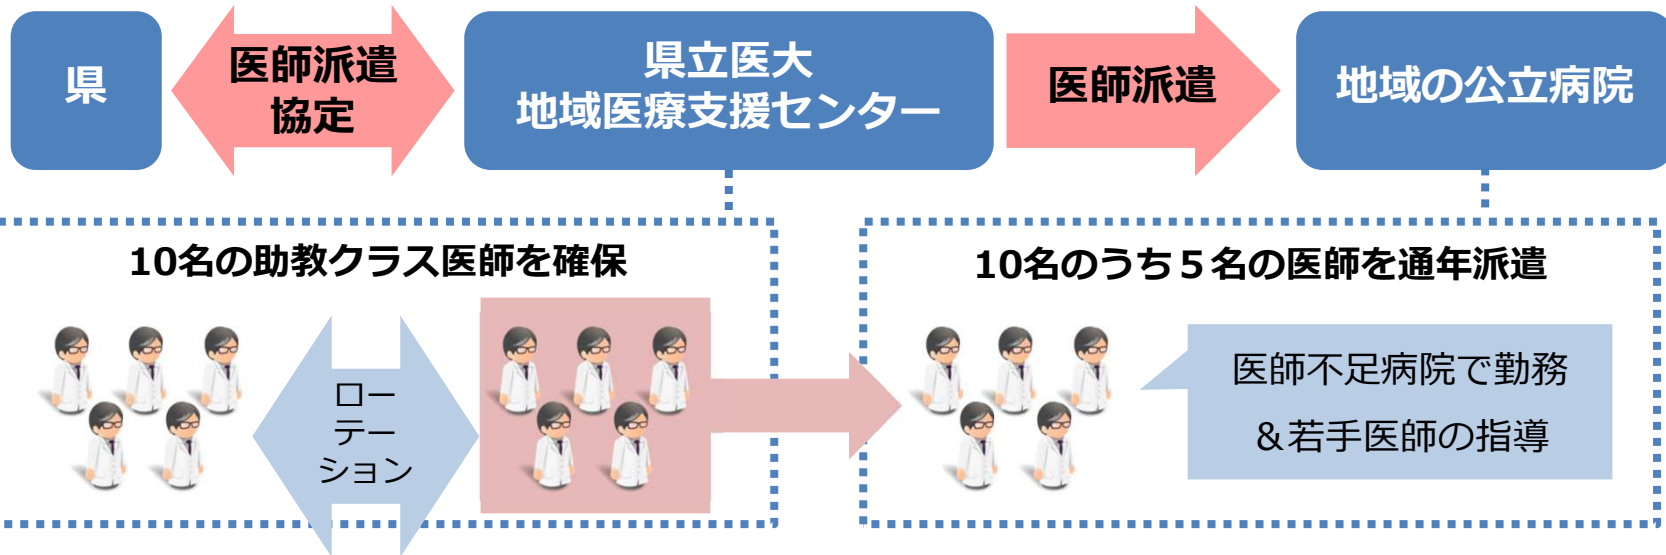 県
医師派遣
協定
県立医大
地域医療支援センター
医師派遣
地域の公立病院
10名の助教クラス医師を確保
ロー
テー
ション
10名のうち５名の医師を通年派遣
医師不足病院で勤務
＆若手医師の指導